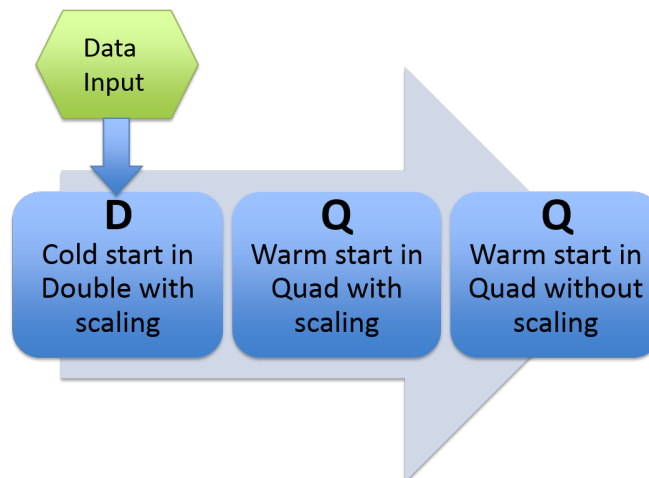 Data
Input
D
Cold start in
Double with
scaling
Q
Warm start in
Quad with
scaling
Q
Warm start in
Quad without
scaling